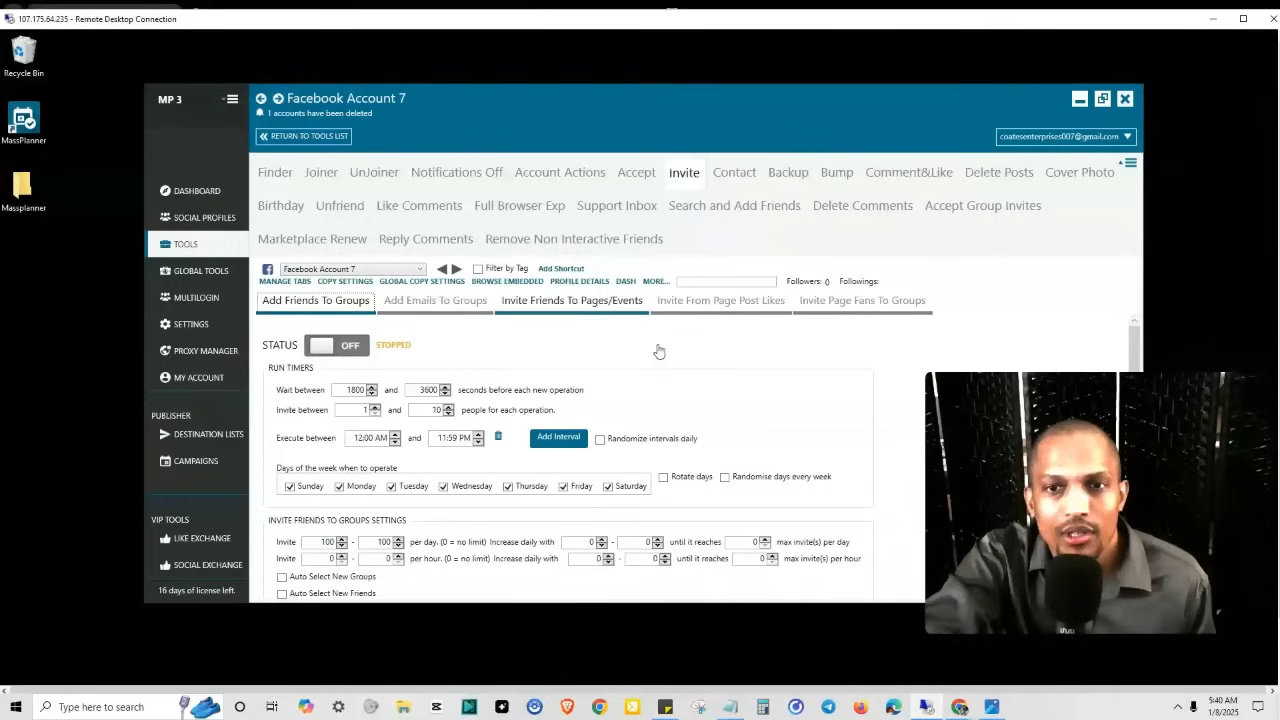 107.175.64.235 - Remote Desktop Connection
Recycle Bin
MassPlanner
Massplanner
MP 3
Facebook Account 7
1 accounts have been deleted
RETURN TO TOOLS LIST
coatesenterprises007@gmail.com
DASHBOARD
SOCIAL PROFILES
TOOLS
GLOBAL TOOLS
MULTILOGIN
SETTINGS
PROXY MANAGER
MY ACCOUNT
PUBLISHER
DESTINATION LISTS
CAMPAIGNS
VIP TOOLS
LIKE EXCHANGE
SOCIAL EXCHANGE
16 days of license left.
Finder Joiner UnJoiner Notifications Off Account Actions Accept Invite Contact Backup Bump Comment&Like Delete Posts Cover Photo
Birthday Unfriend Like Comments Full Browser Exp Support Inbox Search and Add Friends Delete Comments Accept Group Invites
Marketplace Renew Reply Comments Remove Non Interactive Friends
Facebook Account 7 Filter by Tag Add Shortcut
MANAGE TABS COPY SETTINGS GLOBAL COPY SETTINGS BROWSE EMBEDDED PROFILE DETAILS DASH MORE... Followers: 0 Followings:
Add Friends To Groups Add Emails To Groups Invite Friends To Pages/Events Invite From Page Post Likes Invite Page Fans To Groups
STATUS OFF STOPPED
RUN TIMERS
Wait between 1800 and 3600 seconds before each new operation
Invite between 1 and 10 people for each operation.
Execute between 12:00 AM and 11:59 PM Add Interval Randomize intervals daily
Days of the week when to operate
Sunday Monday Tuesday Wednesday Thursday Friday Saturday Rotate days Randomise days every week
INVITE FRIENDS TO GROUPS SETTINGS
Invite 100 - 100 per day. (0 = no limit) Increase daily with 0 - 0 until it reaches 0 max invite(s) per day
Invite 0 - 0 per hour. (0 = no limit) Increase daily with 0 - 0 until it reaches 0 max invite(s) per hour
Auto Select New Groups
Auto Select New Friends
Type here to search
5:40 AM
1/8/2025